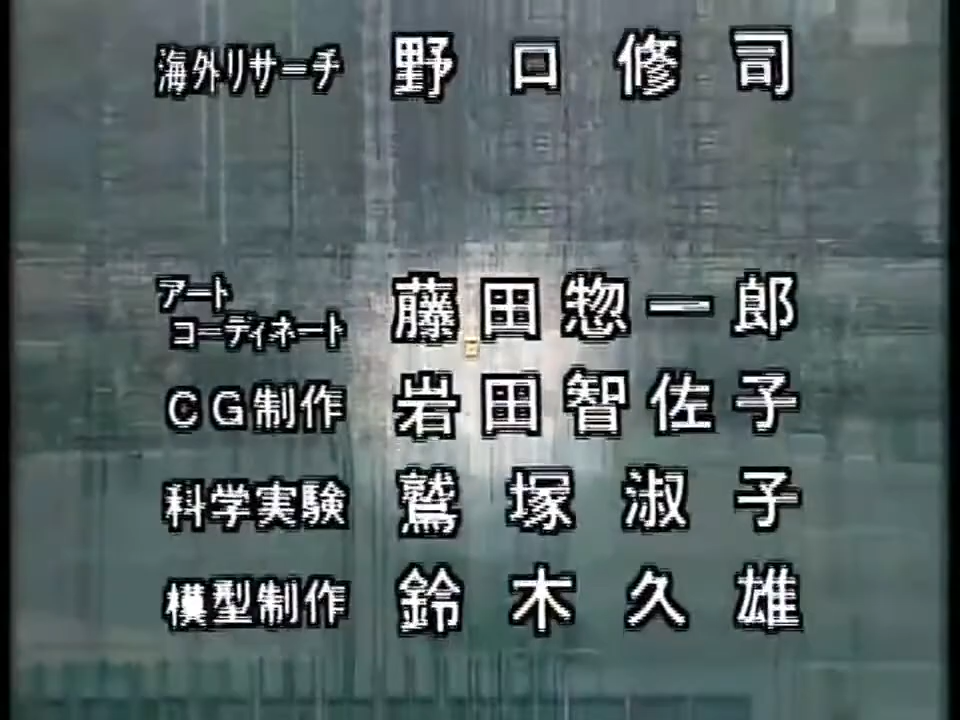 海外リサーチ 野口修司
アート
コーディネート 藤田惣一郎
CG制作 岩田智佐子
科学実験 鷲塚淑子
模型制作 鈴木久雄